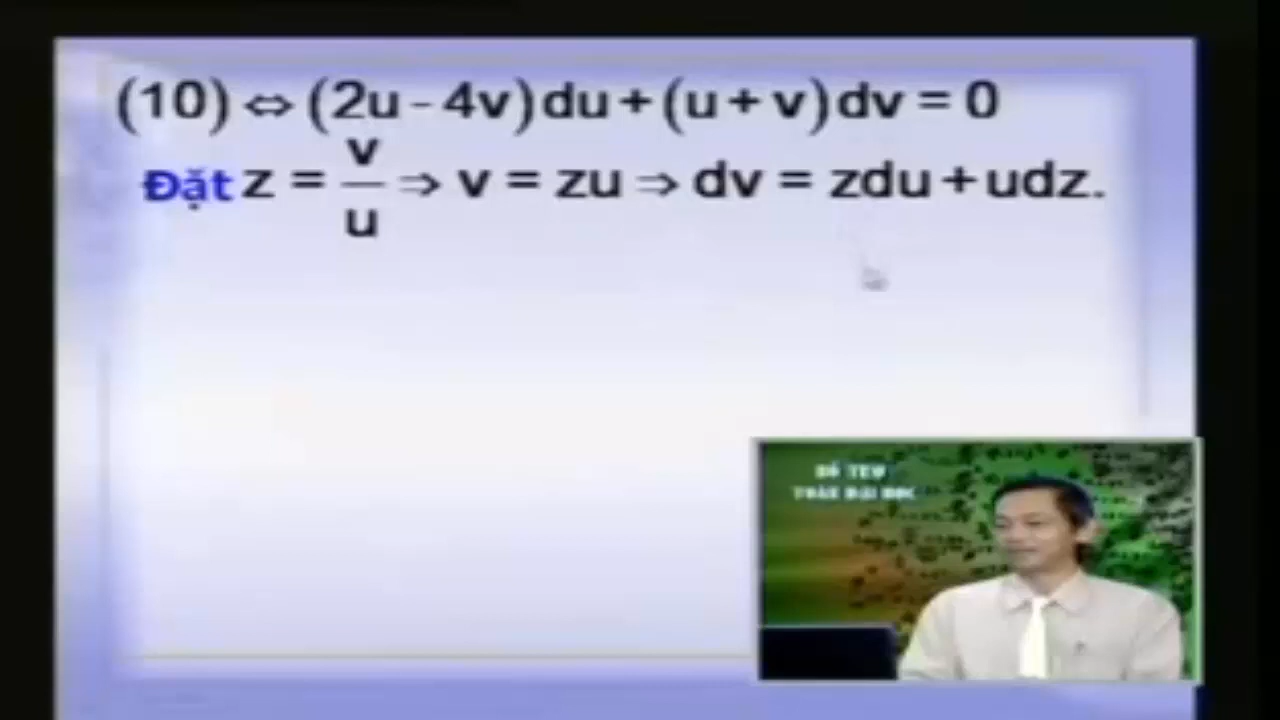 (10) ⇔ (2u - 4v)du + (u + v)dv = 0
Đặt z = v/u ⇒ v = zu ⇒ dv = zdu + udz.